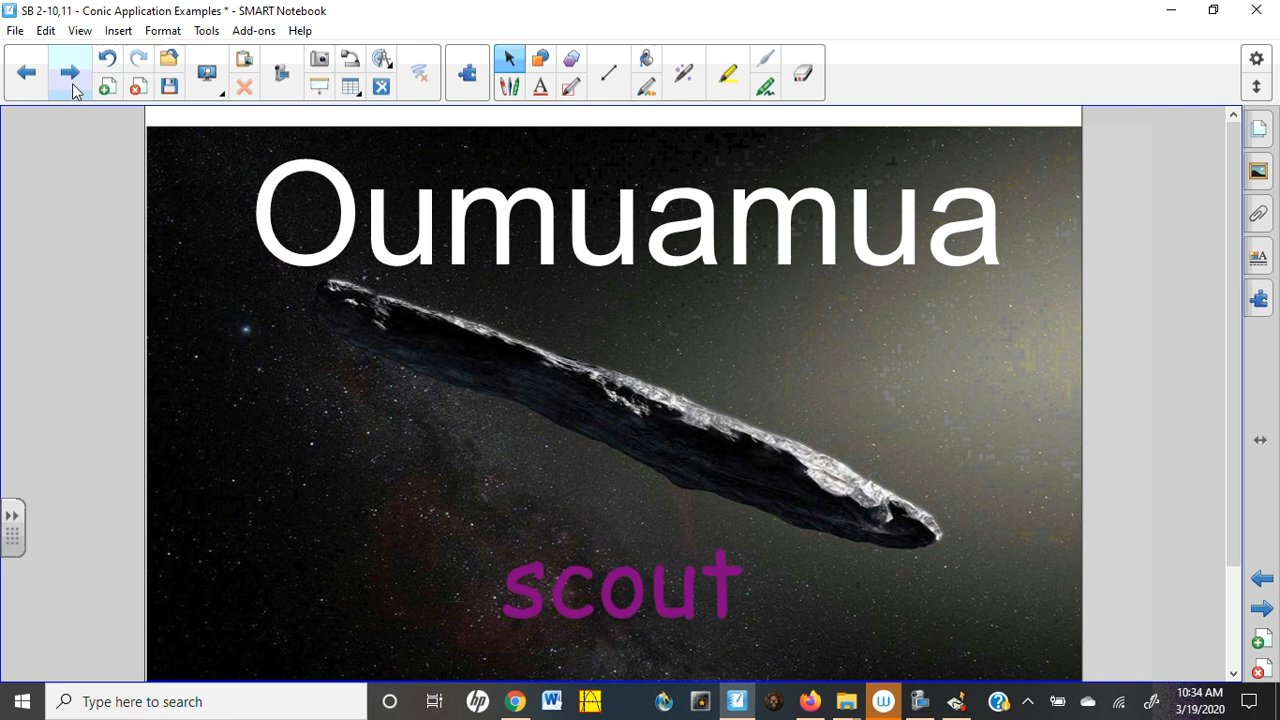 SB 2-10,11 - Conic Application Examples * - SMART Notebook
File Edit View Insert Format Tools Add-ons Help
Oumuamua
scout
Type here to search
10:34 AM
3/19/2020